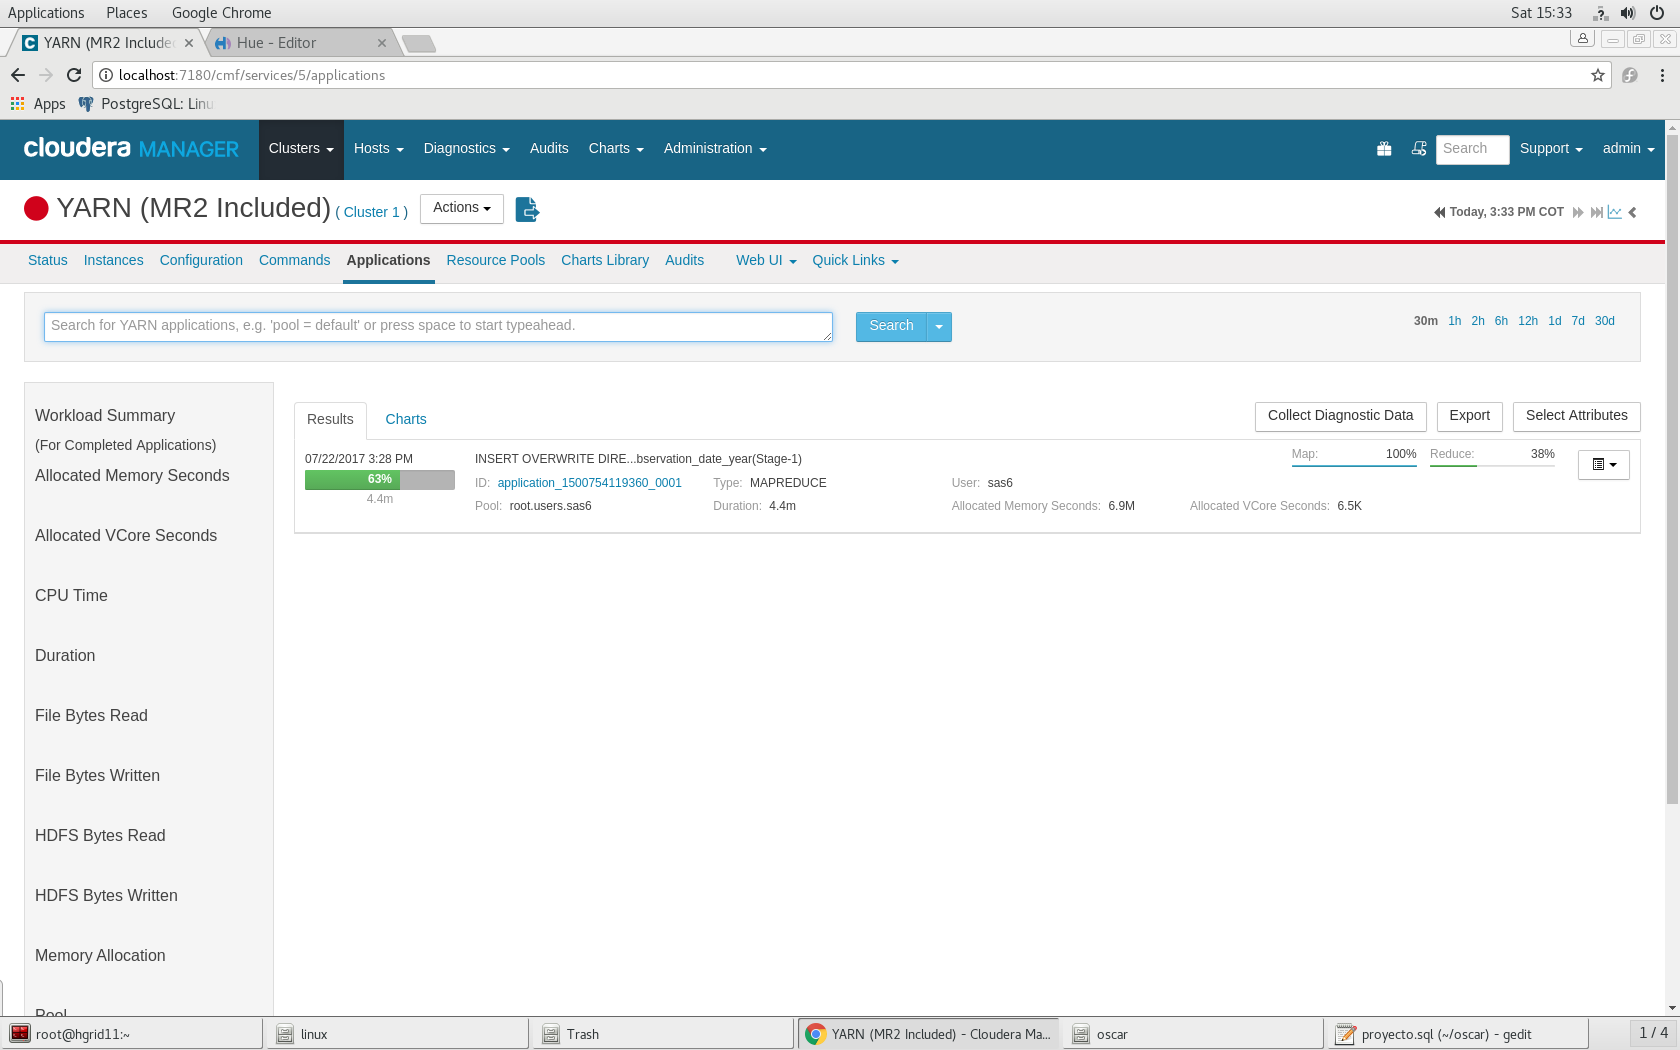 Applications Places Google Chrome Sat 15:33
YARN (MR2 Include Hue - Editor
localhost:7180/cmf/services/5/applications
Apps PostgreSQL: Linu
cloudera MANAGER Clusters Hosts Diagnostics Audits Charts Administration Search Support admin
YARN (MR2 Included) ( Cluster 1 ) Actions Today, 3:33 PM COT
Status Instances Configuration Commands Applications Resource Pools Charts Library Audits Web UI Quick Links
Search for YARN applications, e.g. 'pool = default' or press space to start typeahead. Search 30m 1h 2h 6h 12h 1d 7d 30d
Workload Summary
(For Completed Applications)
Allocated Memory Seconds
Allocated VCore Seconds
CPU Time
Duration
File Bytes Read
File Bytes Written
HDFS Bytes Read
HDFS Bytes Written
Memory Allocation
Pool
Results Charts Collect Diagnostic Data Export Select Attributes
07/22/2017 3:28 PM INSERT OVERWRITE DIRE...bservation_date_year(Stage-1) Map: 100% Reduce: 38%
63% ID: application_1500754119360_0001 Type: MAPREDUCE User: sas6
4.4m Pool: root.users.sas6 Duration: 4.4m Allocated Memory Seconds: 6.9M Allocated VCore Seconds: 6.5K
root@hgrid11:~ linux Trash YARN (MR2 Included) - Cloudera Ma... oscar proyecto.sql (~/oscar) - gedit 1 / 4